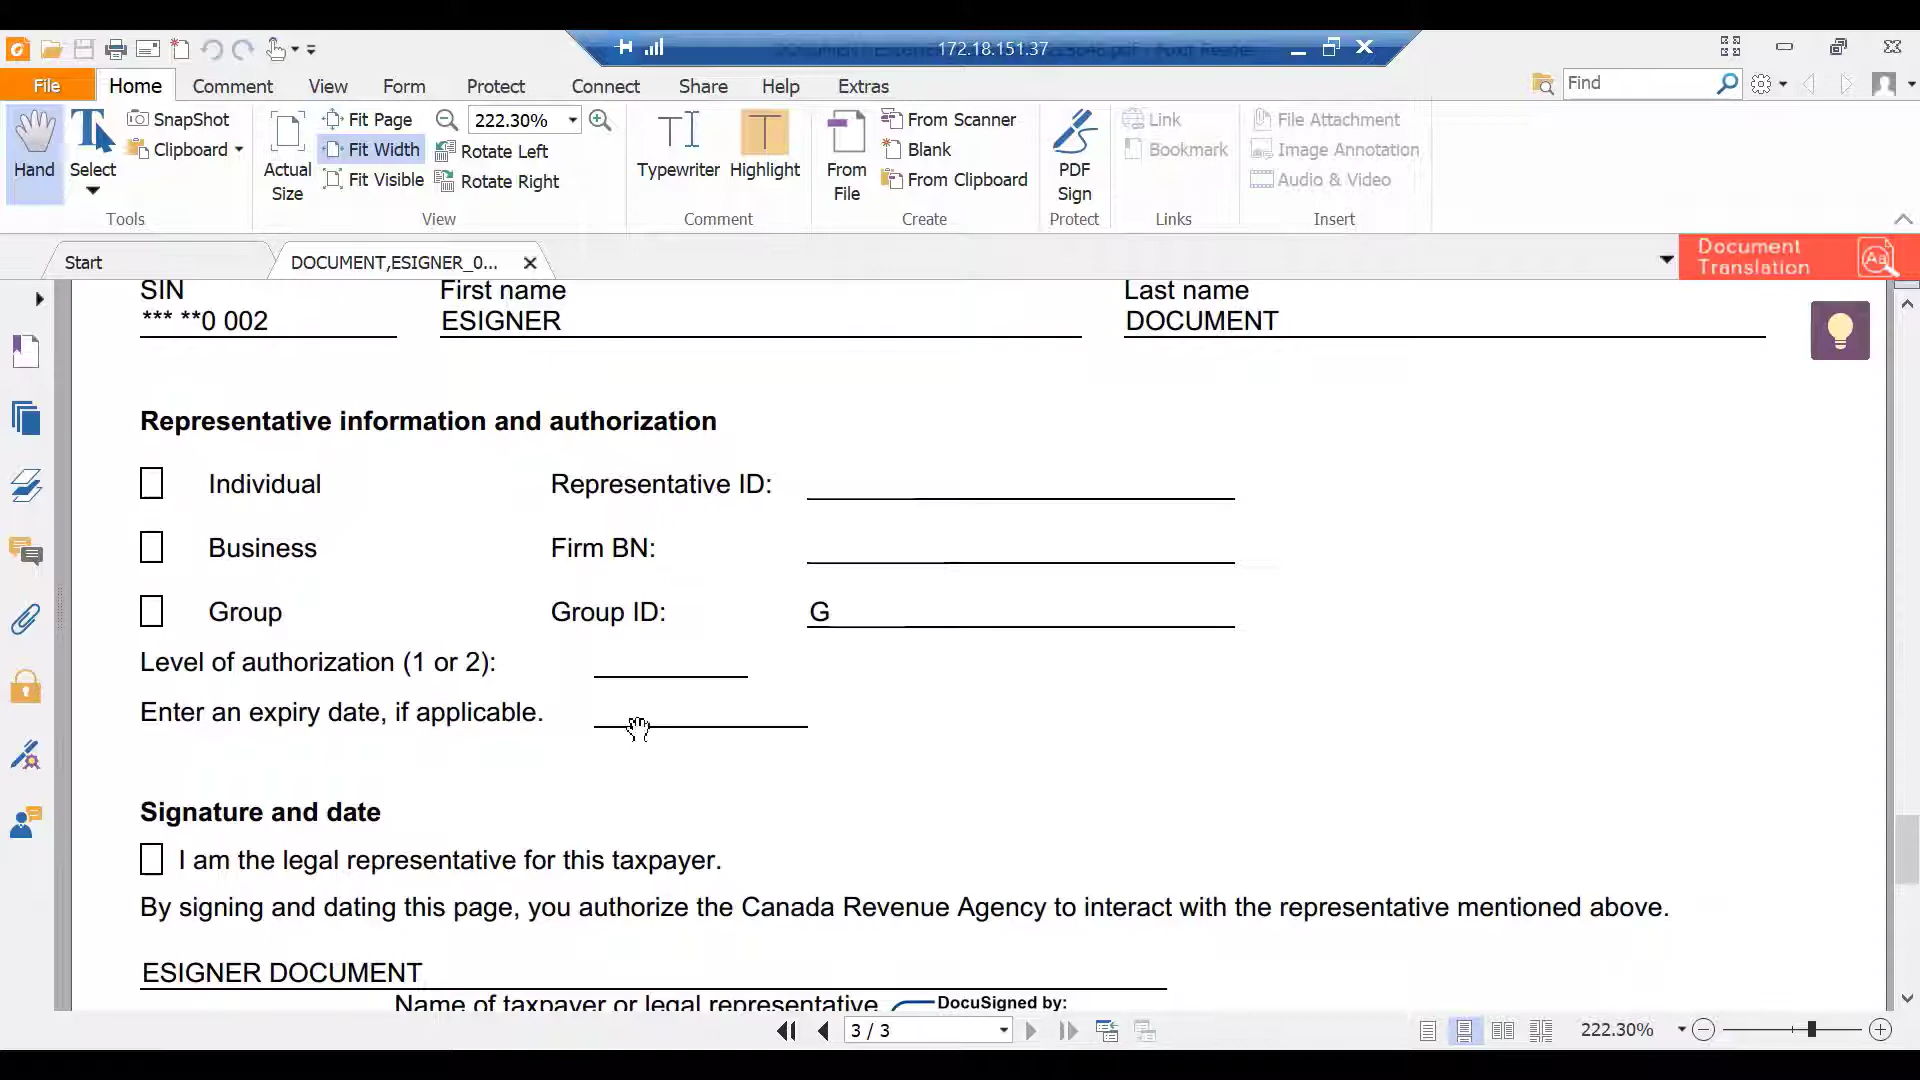 172.18.151.37
File Home Comment View Form Protect Connect Share Help Extras Find
Hand Select SnapShot Clipboard
Actual Size Fit Page Fit Width Fit Visible 222.30% Rotate Left Rotate Right
Typewriter Highlight
From File From Scanner Blank From Clipboard
PDF Sign
Link Bookmark
File Attachment Image Annotation Audio & Video
Tools View Comment Create Protect Links Insert
Start DOCUMENT,ESIGNER_0...
Document Translation
SIN First name Last name
*** **0 002 ESIGNER DOCUMENT
Representative information and authorization
Individual Representative ID:
Business Firm BN:
Group Group ID: G
Level of authorization (1 or 2):
Enter an expiry date, if applicable.
Signature and date
I am the legal representative for this taxpayer.
By signing and dating this page, you authorize the Canada Revenue Agency to interact with the representative mentioned above.
ESIGNER DOCUMENT
Name of taxpayer or legal representative DocuSigned by:
3 / 3 222.30%